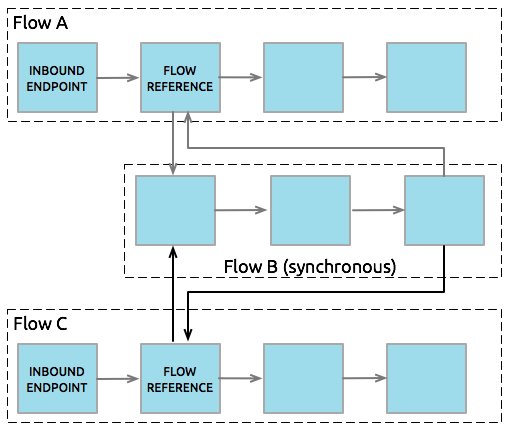 Flow A
INBOUND
ENDPOINT
FLOW
REFERENCE
Flow B (synchronous)
Flow C
INBOUND
ENDPOINT
FLOW
REFERENCE